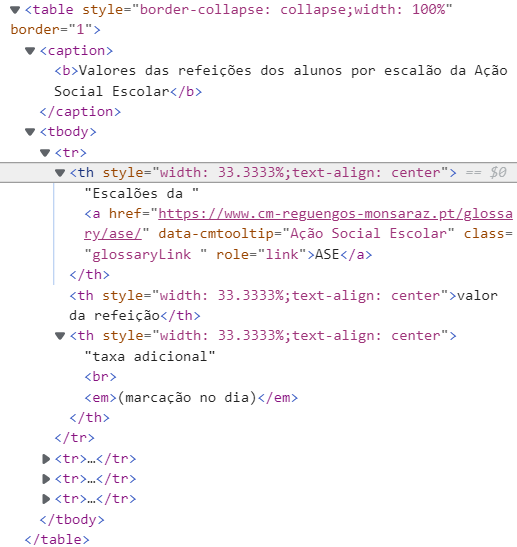 <table style="border-collapse: collapse;width: 100%"
border="1">
<caption>
<b>Valores das refeições dos alunos por escalão da Ação
Social Escolar</b>
</caption>
<tbody>
<tr>
<th style="width: 33.3333%;text-align: center"> == $0
"Escalões da "
<a href="https://www.cm-reguengos-monsaraz.pt/gloss
ary/ase/" data-cmtooltip="Ação Social Escolar" class=
"glossaryLink " role="link">ASE</a>
</th>
<th style="width: 33.3333%;text-align: center">valor
da refeição</th>
<th style="width: 33.3333%;text-align: center">
"taxa adicional"
<br>
<em>(marcação no dia)</em>
</th>
</tr>
<tr>…</tr>
<tr>…</tr>
<tr>…</tr>
</tbody>
</table>